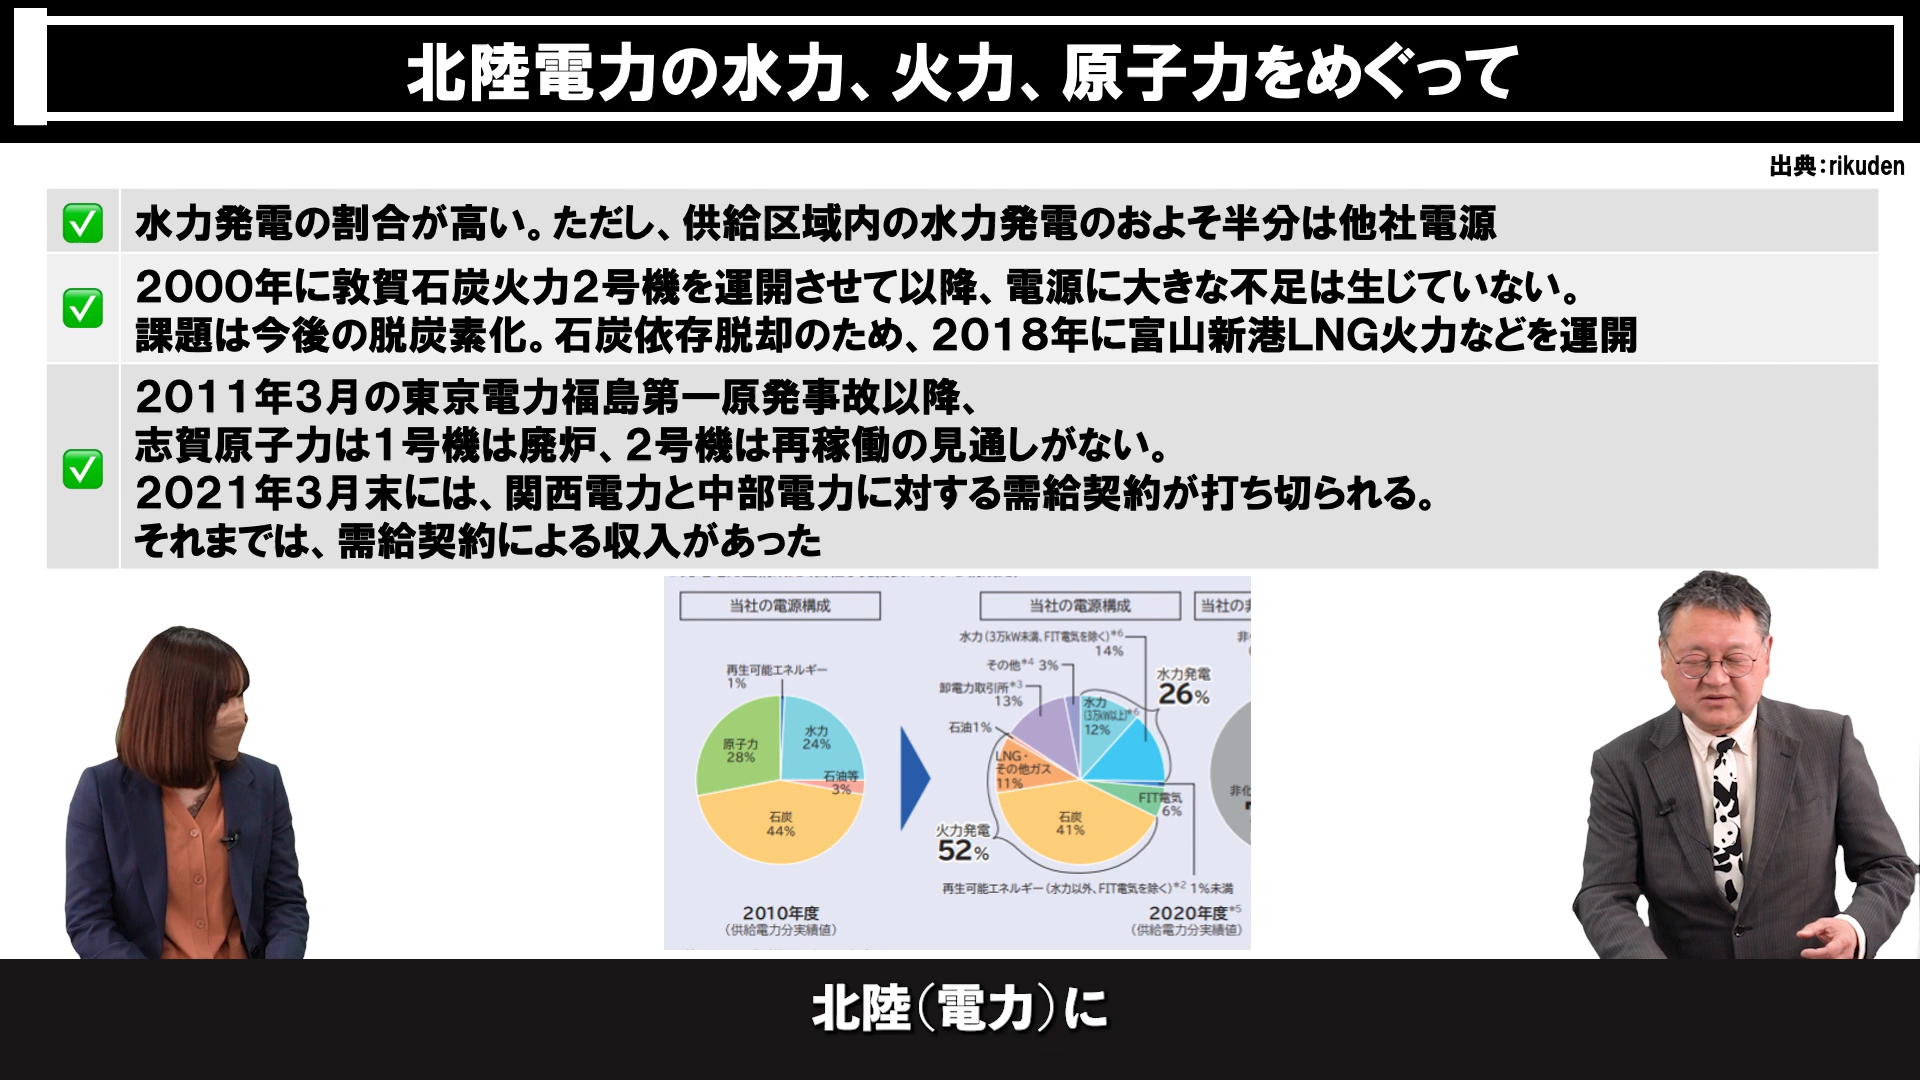 北陸電力の水力、火力、原子力をめぐって
出典：rikuden
水力発電の割合が高い。ただし、供給区域内の水力発電のおよそ半分は他社電源
2000年に敦賀石炭火力2号機を運開させて以降、電源に大きな不足は生じていない。
課題は今後の脱炭素化。石炭依存脱却のため、2018年に富山新港LNG火力などを運開
2011年3月の東京電力福島第一原発事故以降、
志賀原子力は1号機は廃炉、2号機は再稼働の見通しがない。
2021年3月末には、関西電力と中部電力に対する需給契約が打ち切られる。
それまでは、需給契約による収入があった
当社の電源構成
再生可能エネルギー
1%
原子力
28%
水力
24%
石油等
3%
石炭
44%
2010年度
（供給電力分実績値）
当社の電源構成
水力（3万kW未満、FIT電気を除く）*6
14%
その他*4 3%
卸電力取引所*3
13%
石油1%
LNG・
その他ガス
11%
水力
（3万kW以上）*6
12%
水力発電
26%
FIT電気
6%
石炭
41%
火力発電
52%
再生可能エネルギー（水力以外、FIT電気を除く）*2 1%未満
2020年度*5
（供給電力分実績値）
当社の
北陸（電力）に